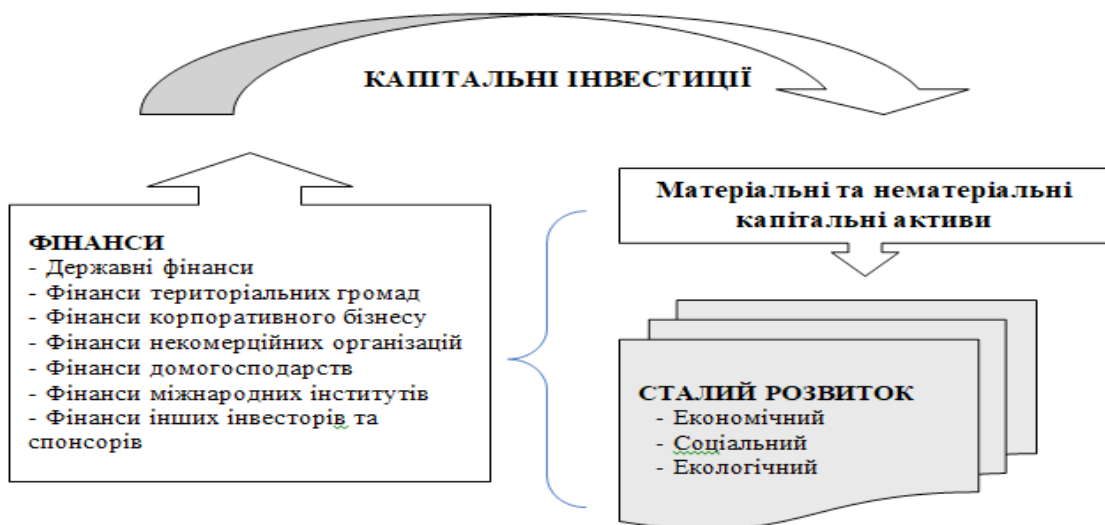 КАПІТАЛЬНІ ІНВЕСТИЦІЇ
ФІНАНСИ
- Державні фінанси
- Фінанси територіальних громад
- Фінанси корпоративного бізнесу
- Фінанси некомерційних організацій
- Фінанси домогосподарств
- Фінанси міжнародних інститутів
- Фінанси інших інвесторів та
спонсорів
Матеріальні та нематеріальні
капітальні активи
СТАЛИЙ РОЗВИТОК
- Економічний
- Соціальний
- Екологічний